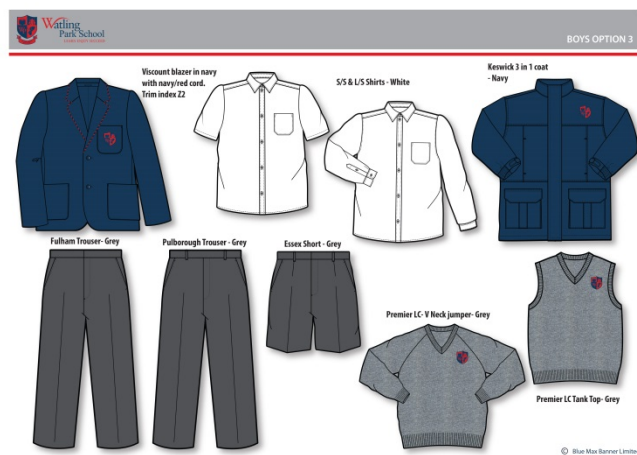 Watling
Park School
BOYS OPTION 3
Viscount blazer in navy
with navy/red cord.
Trim index Z2
S/S & L/S Shirts - White
Keswick 3 in 1 coat
- Navy
Fulham Trouser- Grey
Pulborough Trouser - Grey
Essex Short - Grey
Premier LC- V Neck jumper- Grey
Premier LC Tank Top- Grey
© Blue Max Banner Limite